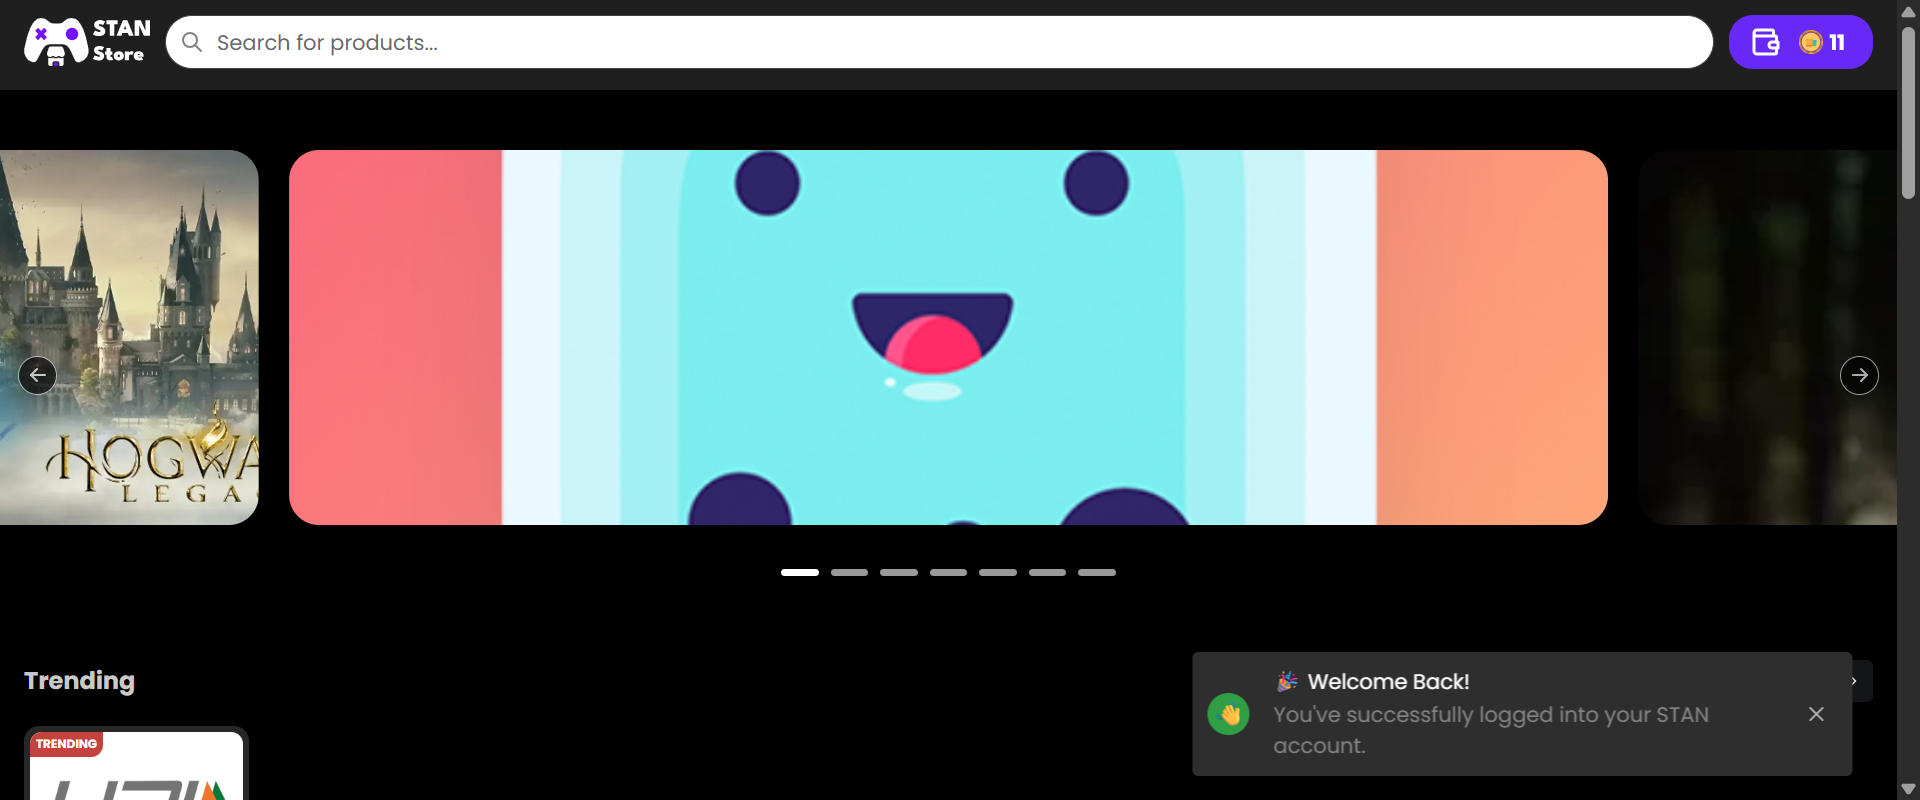 STAN
Store
Search for products...
11
HOGWA
LEGA
Trending
TRENDING
🎉 Welcome Back!
You've successfully logged into your STAN
account.